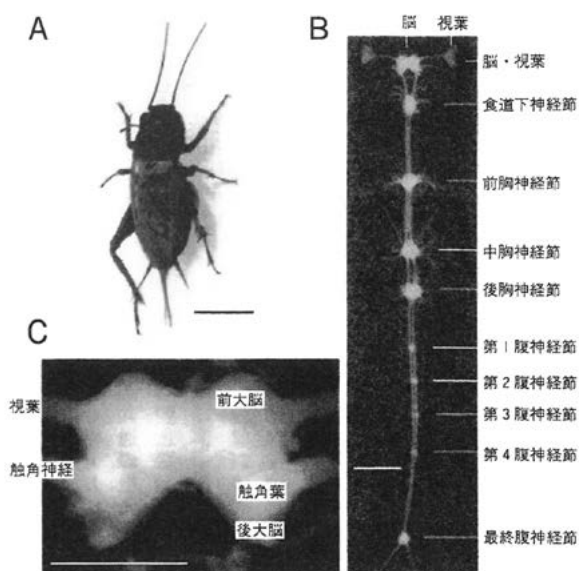 A
B
脳 視葉
脳・視葉
食道下神経節
前胸神経節
中胸神経節
後胸神経節
第1腹神経節
第2腹神経節
第3腹神経節
第4腹神経節
最終腹神経節
C
視葉
前大脳
触角神経
触角葉
後大脳